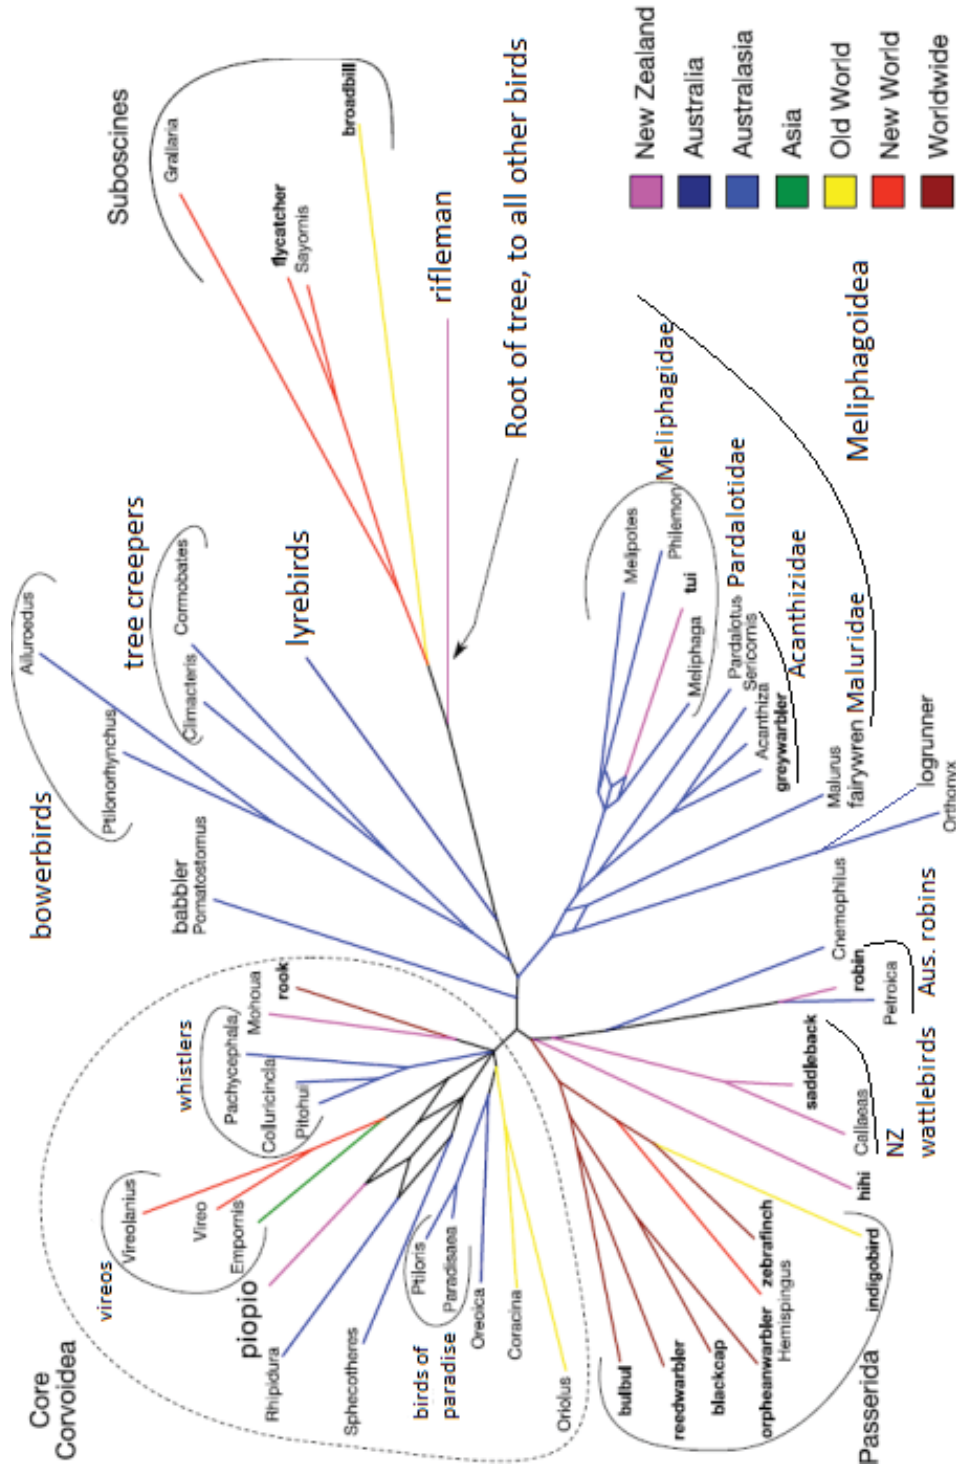 Core
Corvoidea
vireos
Vireolanius
Vireo
Empornis
piopio
Rhipidura
Sphecotheres
birds of
paradise
Ptiloris
Paradisaea
Oreoica
Coracina
Oriolus
whistlers
Pachycephala
Colluricincla
Pitohui
Mohoua
rook
bowerbirds
babbler
Pomatostomus
Ptilonorhynchus
Ailuroedus
tree creepers
Climacteris
Cormobates
lyrebirds
Suboscines
Grallaria
flycatcher
Sayornis
broadbill
rifleman
Root of tree, to all other birds
Meliphagidae
Melipotes
Philemon
tui
Meliphaga
Pardalotus
Pardalotidae
Sericornis
Acanthiza
greywarbler
Acanthizidae
Malurus
fairywren
Maluridae
Meliphagoidea
logrunner
Orthonyx
Cnemophilus
robin
Petroica
Aus. robins
saddleback
Callaeas
NZ
wattlebirds
hihi
indigobird
zebrafinch
Hemispingus
orpheanwarbler
blackcap
reedwarbler
bulbul
Passerida
New Zealand
Australia
Australasia
Asia
Old World
New World
Worldwide